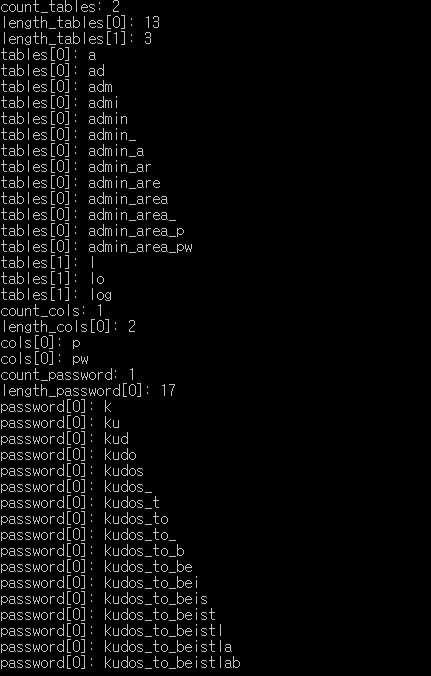 count_tables: 2
length_tables[0]: 13
length_tables[1]: 3
tables[0]: a
tables[0]: ad
tables[0]: adm
tables[0]: admi
tables[0]: admin
tables[0]: admin_
tables[0]: admin_a
tables[0]: admin_ar
tables[0]: admin_are
tables[0]: admin_area
tables[0]: admin_area_
tables[0]: admin_area_p
tables[0]: admin_area_pw
tables[1]: l
tables[1]: lo
tables[1]: log
count_cols: 1
length_cols[0]: 2
cols[0]: p
cols[0]: pw
count_password: 1
length_password[0]: 17
password[0]: k
password[0]: ku
password[0]: kud
password[0]: kudo
password[0]: kudos
password[0]: kudos_
password[0]: kudos_t
password[0]: kudos_to
password[0]: kudos_to_
password[0]: kudos_to_b
password[0]: kudos_to_be
password[0]: kudos_to_bei
password[0]: kudos_to_beis
password[0]: kudos_to_beist
password[0]: kudos_to_beistl
password[0]: kudos_to_beistla
password[0]: kudos_to_beistlab